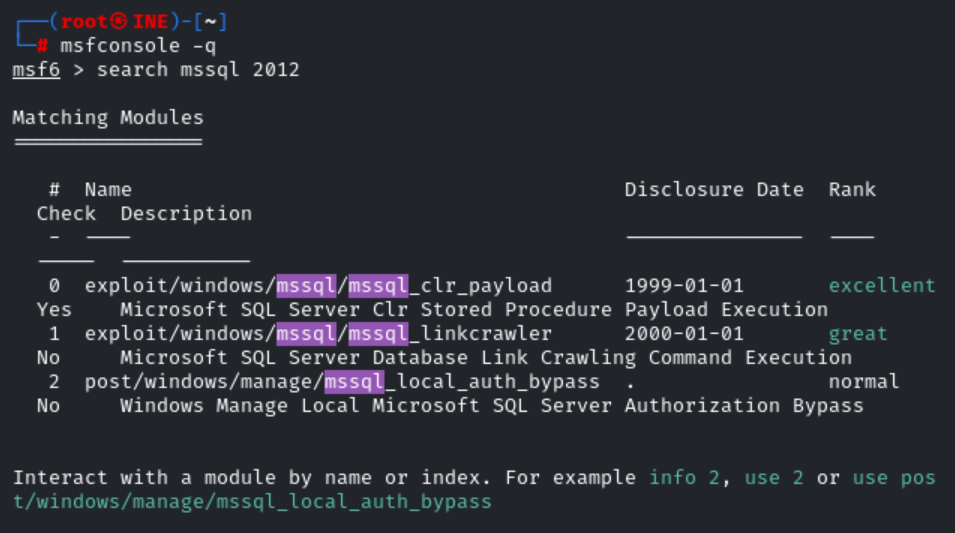 ┌──(root㉿INE)-[~]
└─# msfconsole -q
msf6 > search mssql 2012
Matching Modules
================
# Name Disclosure Date Rank
Check Description
- ---- --------------- ----
----- -----------
0 exploit/windows/mssql/mssql_clr_payload 1999-01-01 excellent
Yes Microsoft SQL Server Clr Stored Procedure Payload Execution
1 exploit/windows/mssql/mssql_linkcrawler 2000-01-01 great
No Microsoft SQL Server Database Link Crawling Command Execution
2 post/windows/manage/mssql_local_auth_bypass . normal
No Windows Manage Local Microsoft SQL Server Authorization Bypass
Interact with a module by name or index. For example info 2, use 2 or use pos
t/windows/manage/mssql_local_auth_bypass